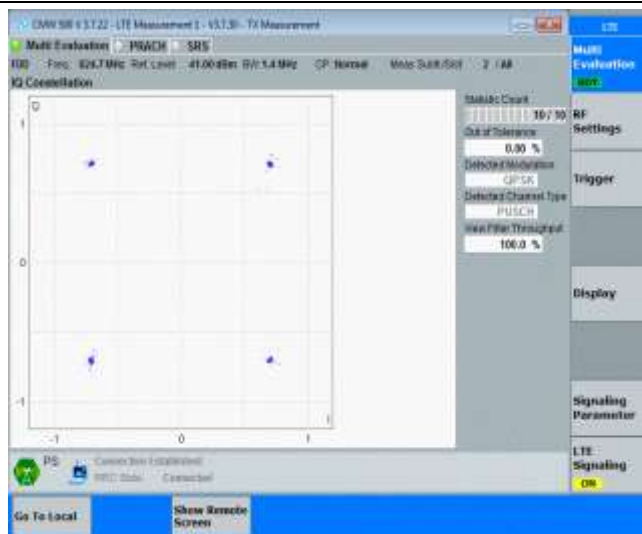 CMW 500 V 3.7.22 - LTE Measurement 1 - V3.7.30 - TX Measurement
Multi Evaluation PRACH SRS
FDD Freq. 824.7 MHz Ref. Level 41.00 dBm BW: 1.4 MHz CP: Normal Meas Subfr./Slot 2 / All
IQ Constellation
Q
1
0
-1
-1 0 1
I
Statistic Count
10 / 10
Out of Tolerance
0.00 %
Detected Modulation
QPSK
Detected Channel Type
PUSCH
View Filter Throughput
100.0 %
PS
Connection Established
RRC State Connected
Go To Local
Show Remote Screen
LTE
Multi
Evaluation
RDY
RF
Settings
Trigger
Display
Signaling
Parameter
LTE
Signaling
ON